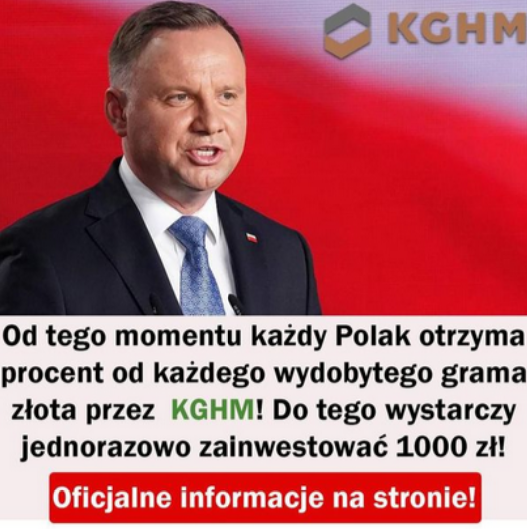 KGHM
Od tego momentu każdy Polak otrzyma
procent od każdego wydobytego grama
złota przez KGHM! Do tego wystarczy
jednorazowo zainwestować 1000 zł!
Oficjalne informacje na stronie!